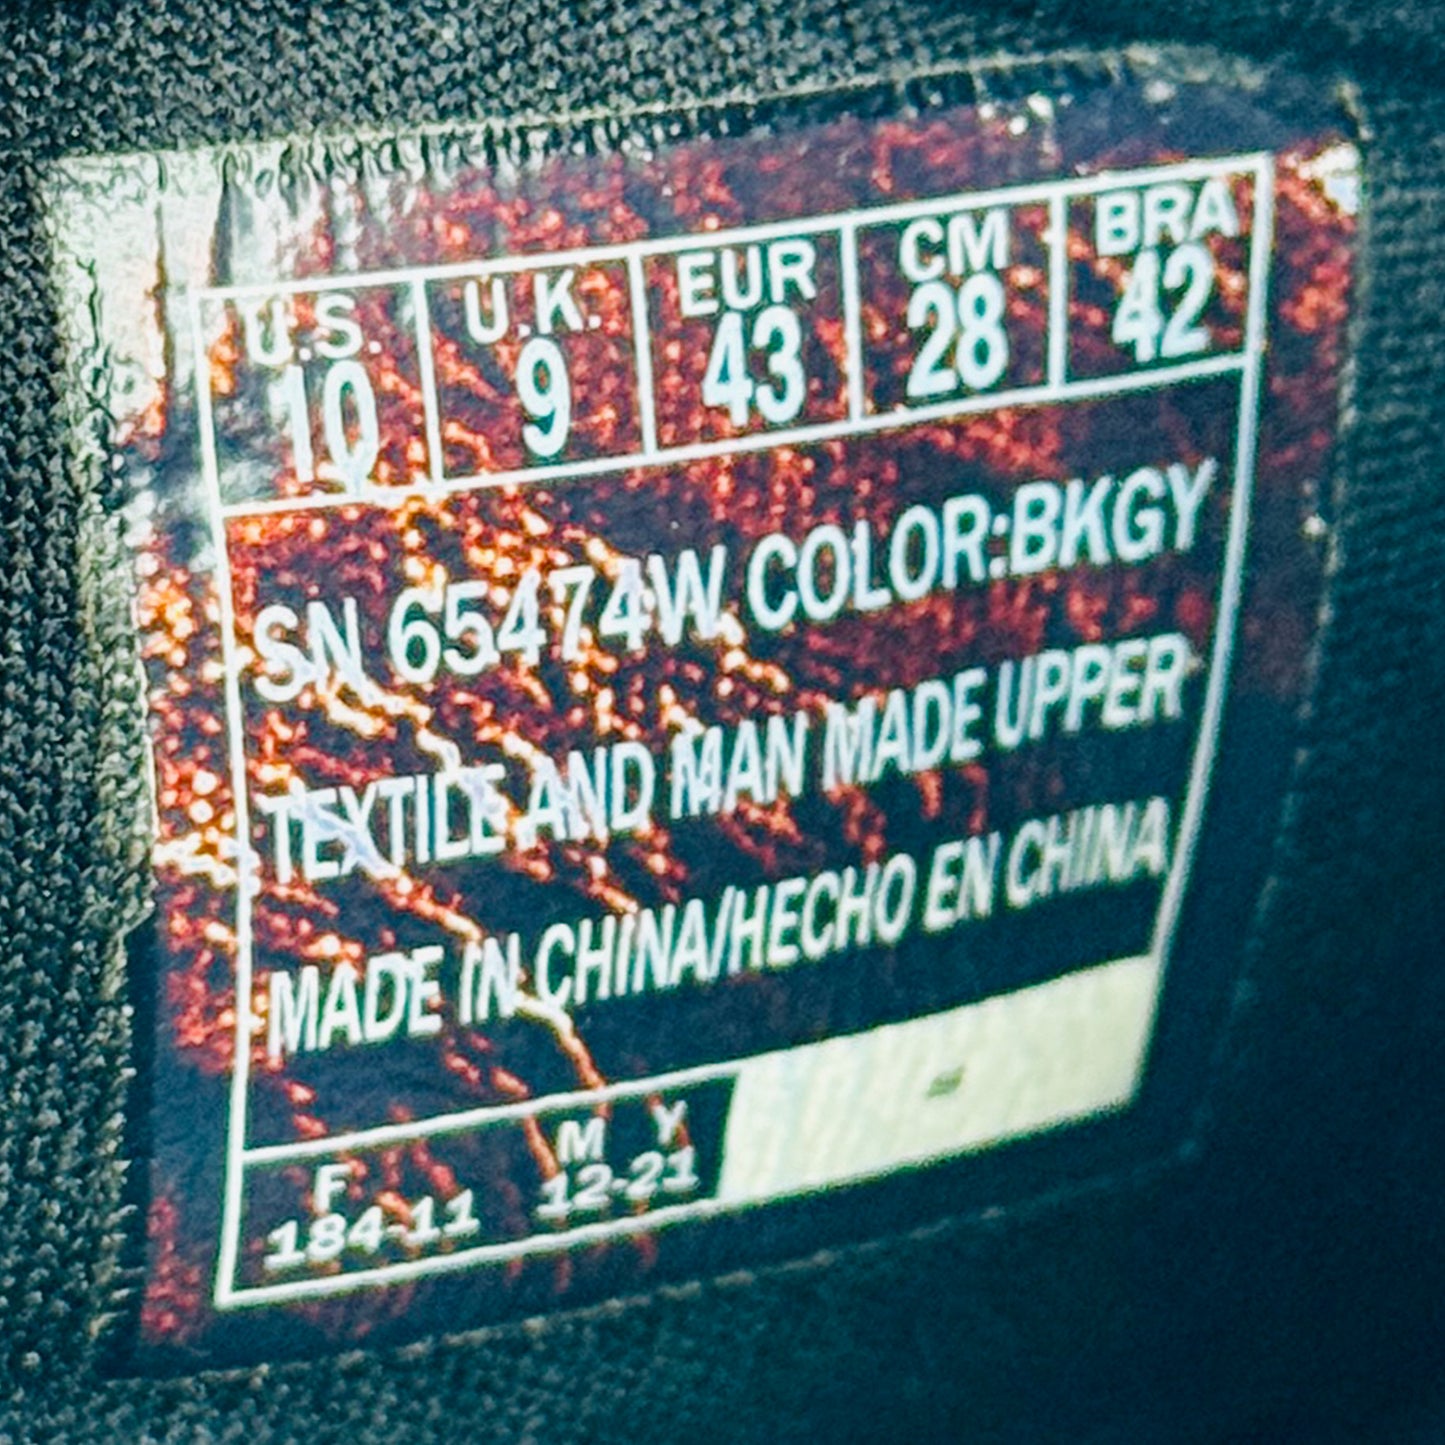 U.S. U.K. EUR CM BRA
10 9 43 28 42
SN 65474W COLOR:BKGY
TEXTILE AND MAN MADE UPPER
MADE IN CHINA/HECHO EN CHINA
F M Y
184-11 12-21
-